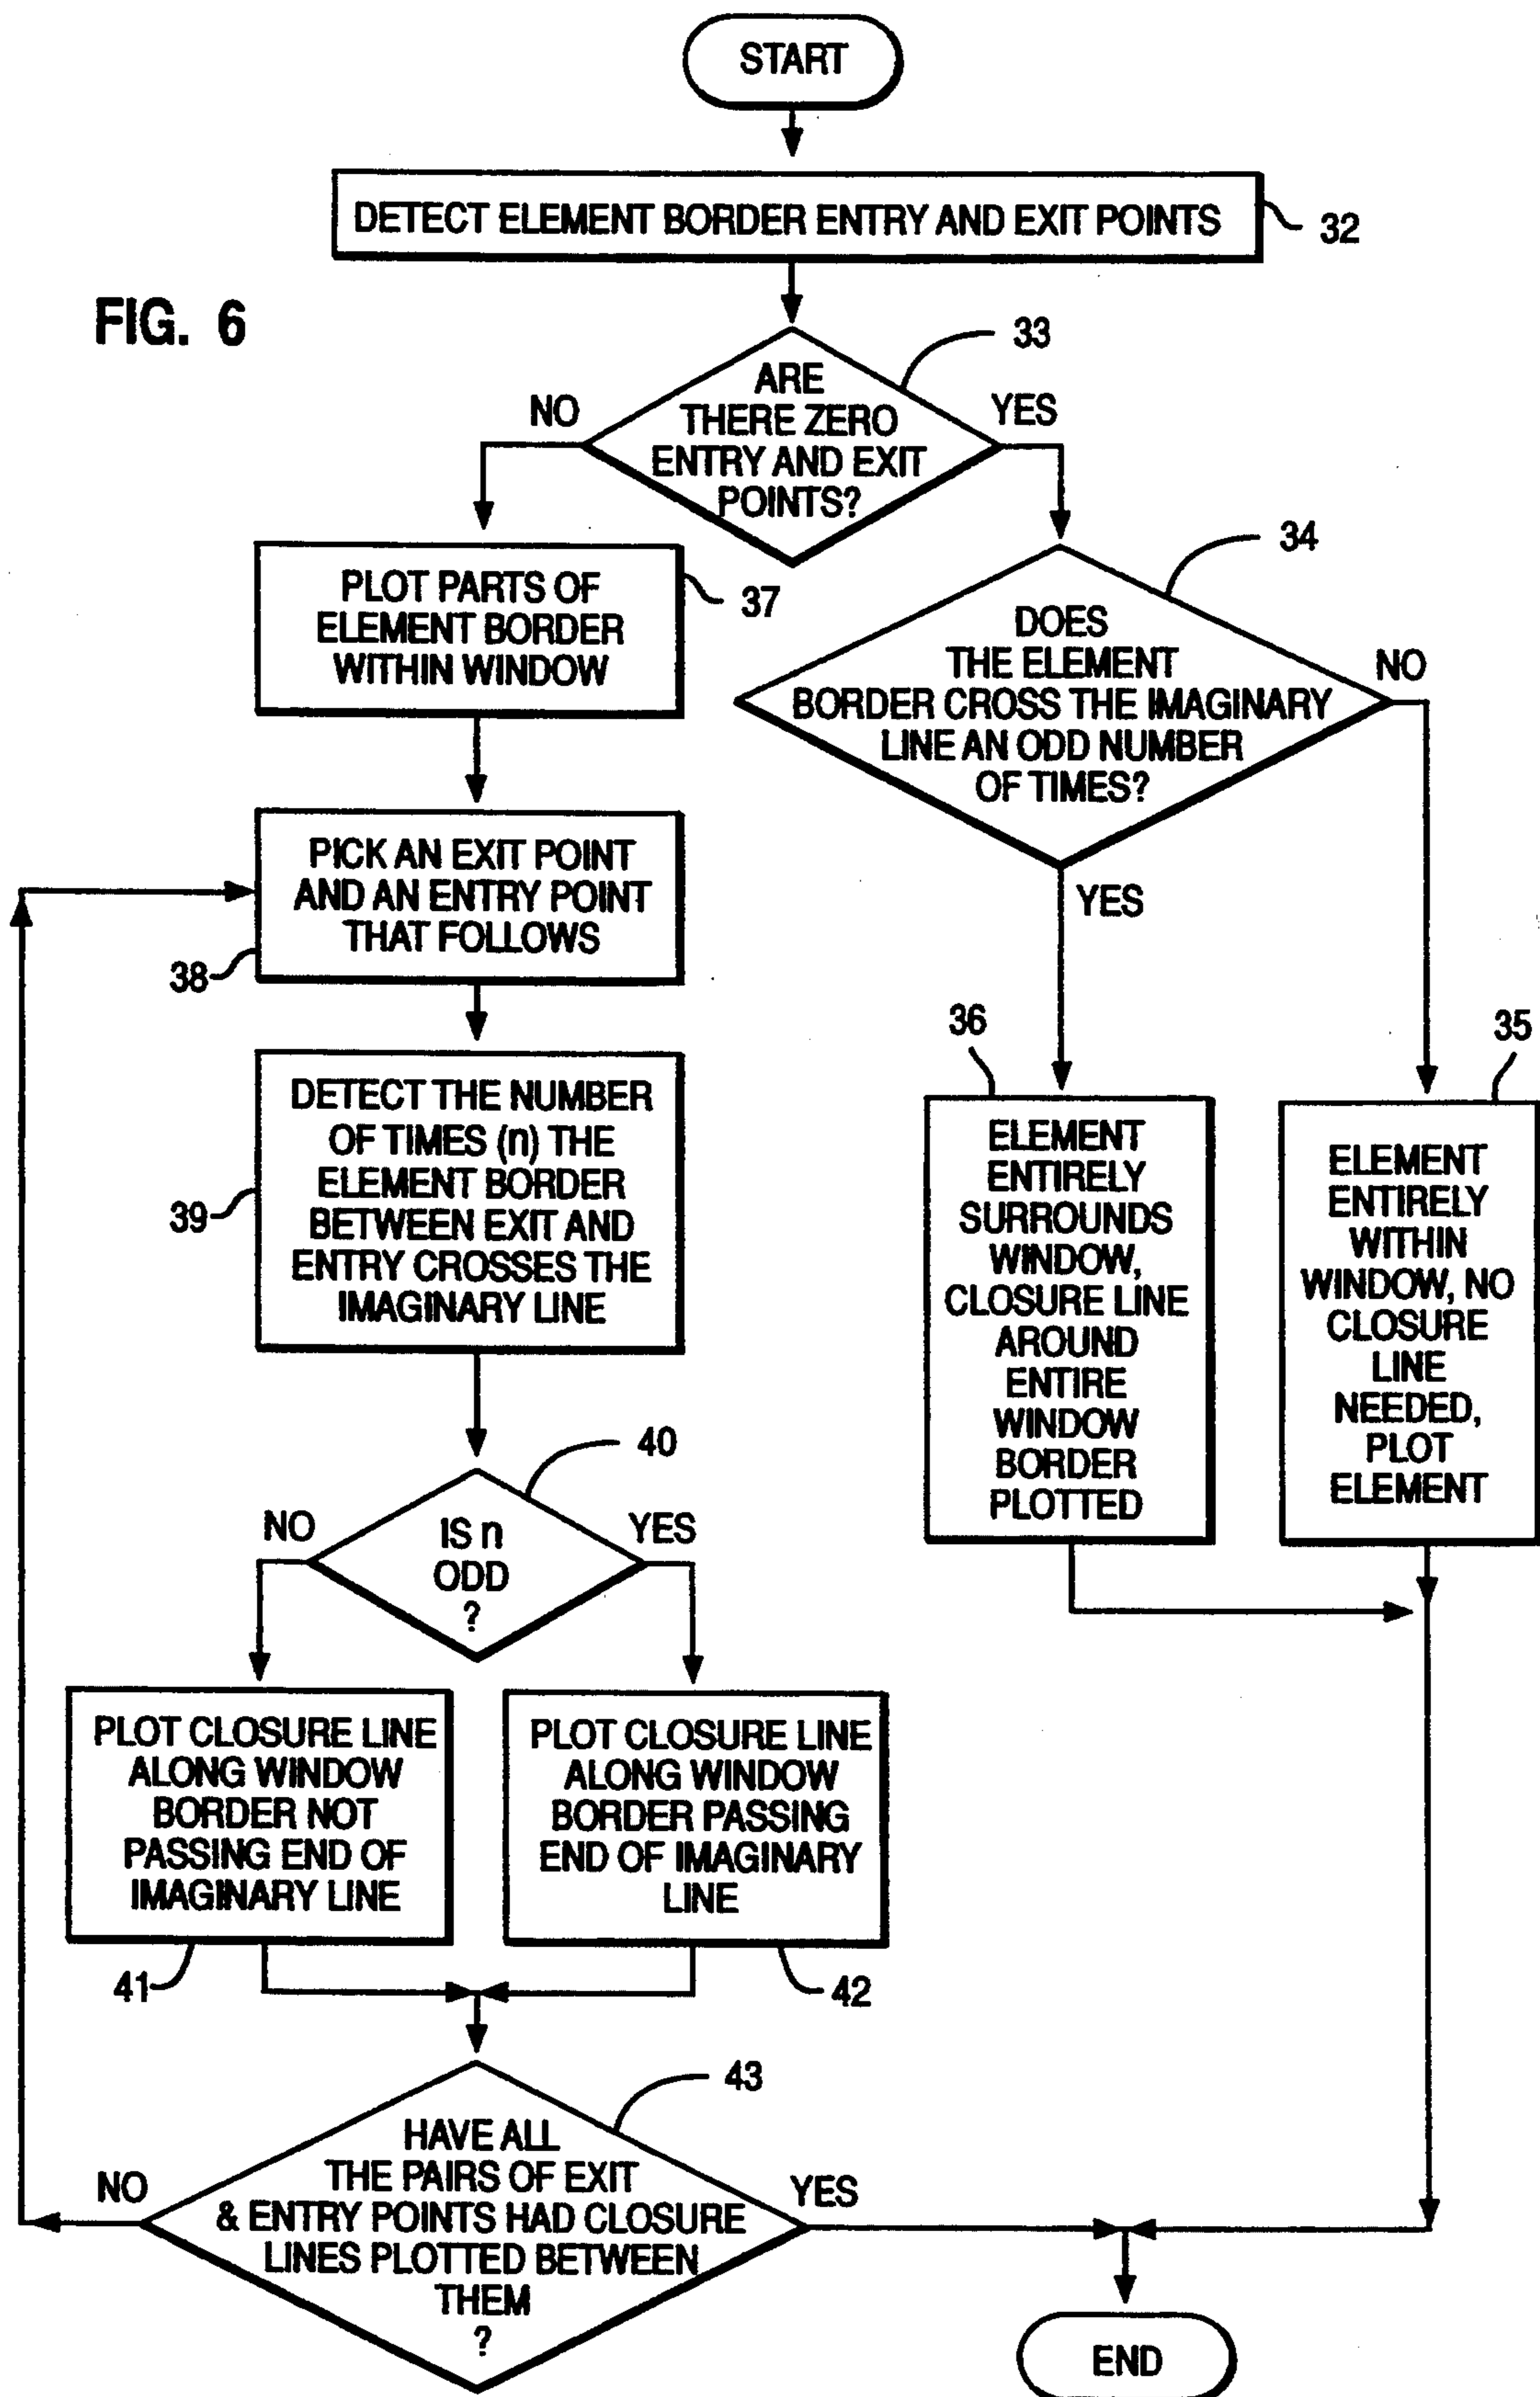 START
DETECT ELEMENT BORDER ENTRY AND EXIT POINTS
32
FIG. 6
33
ARE
THERE ZERO
ENTRY AND EXIT
POINTS?
NO
YES
34
PLOT PARTS OF
ELEMENT BORDER
WITHIN WINDOW
37
DOES
THE ELEMENT
BORDER CROSS THE IMAGINARY
LINE AN ODD NUMBER
OF TIMES?
NO
YES
PICK AN EXIT POINT
AND AN ENTRY POINT
THAT FOLLOWS
38
36
35
DETECT THE NUMBER
OF TIMES (n) THE
ELEMENT BORDER
BETWEEN EXIT AND
ENTRY CROSSES THE
IMAGINARY LINE
39
ELEMENT
ENTIRELY
SURROUNDS
WINDOW,
CLOSURE LINE
AROUND
ENTIRE
WINDOW
BORDER
PLOTTED
ELEMENT
ENTIRELY
WITHIN
WINDOW, NO
CLOSURE
LINE
NEEDED,
PLOT
ELEMENT
40
NO
YES
IS n
ODD
?
PLOT CLOSURE LINE
ALONG WINDOW
BORDER NOT
PASSING END OF
IMAGINARY LINE
PLOT CLOSURE LINE
ALONG WINDOW
BORDER PASSING
END OF IMAGINARY
LINE
41
42
43
HAVE ALL
THE PAIRS OF EXIT
& ENTRY POINTS HAD CLOSURE
LINES PLOTTED BETWEEN
THEM
?
NO
YES
END